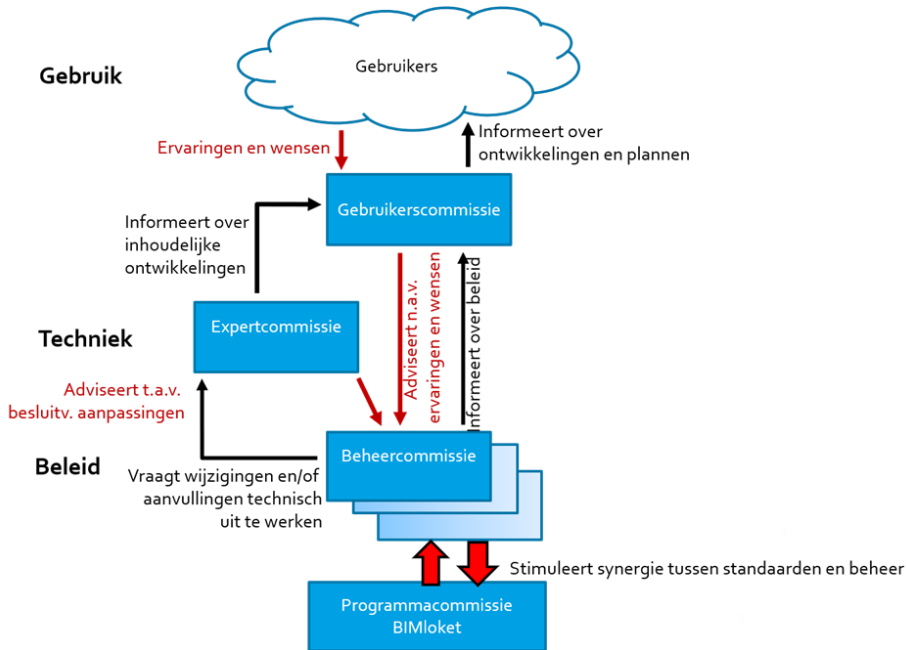 Gebruikers
Gebruik
Ervaringen en wensen
Informeert over
ontwikkelingen en plannen
Gebruikerscommissie
Informeert over
inhoudelijke
ontwikkelingen
Adviseert n.a.v.
ervaringen en wensen
Informeert over beleid
Expertcommissie
Techniek
Adviseert t.a.v.
besluitv. aanpassingen
Beheercommissie
Beleid
Vraagt wijzigingen en/of
aanvullingen technisch
uit te werken
Stimuleert synergie tussen standaarden en beheer
Programmacommissie
BIMloket